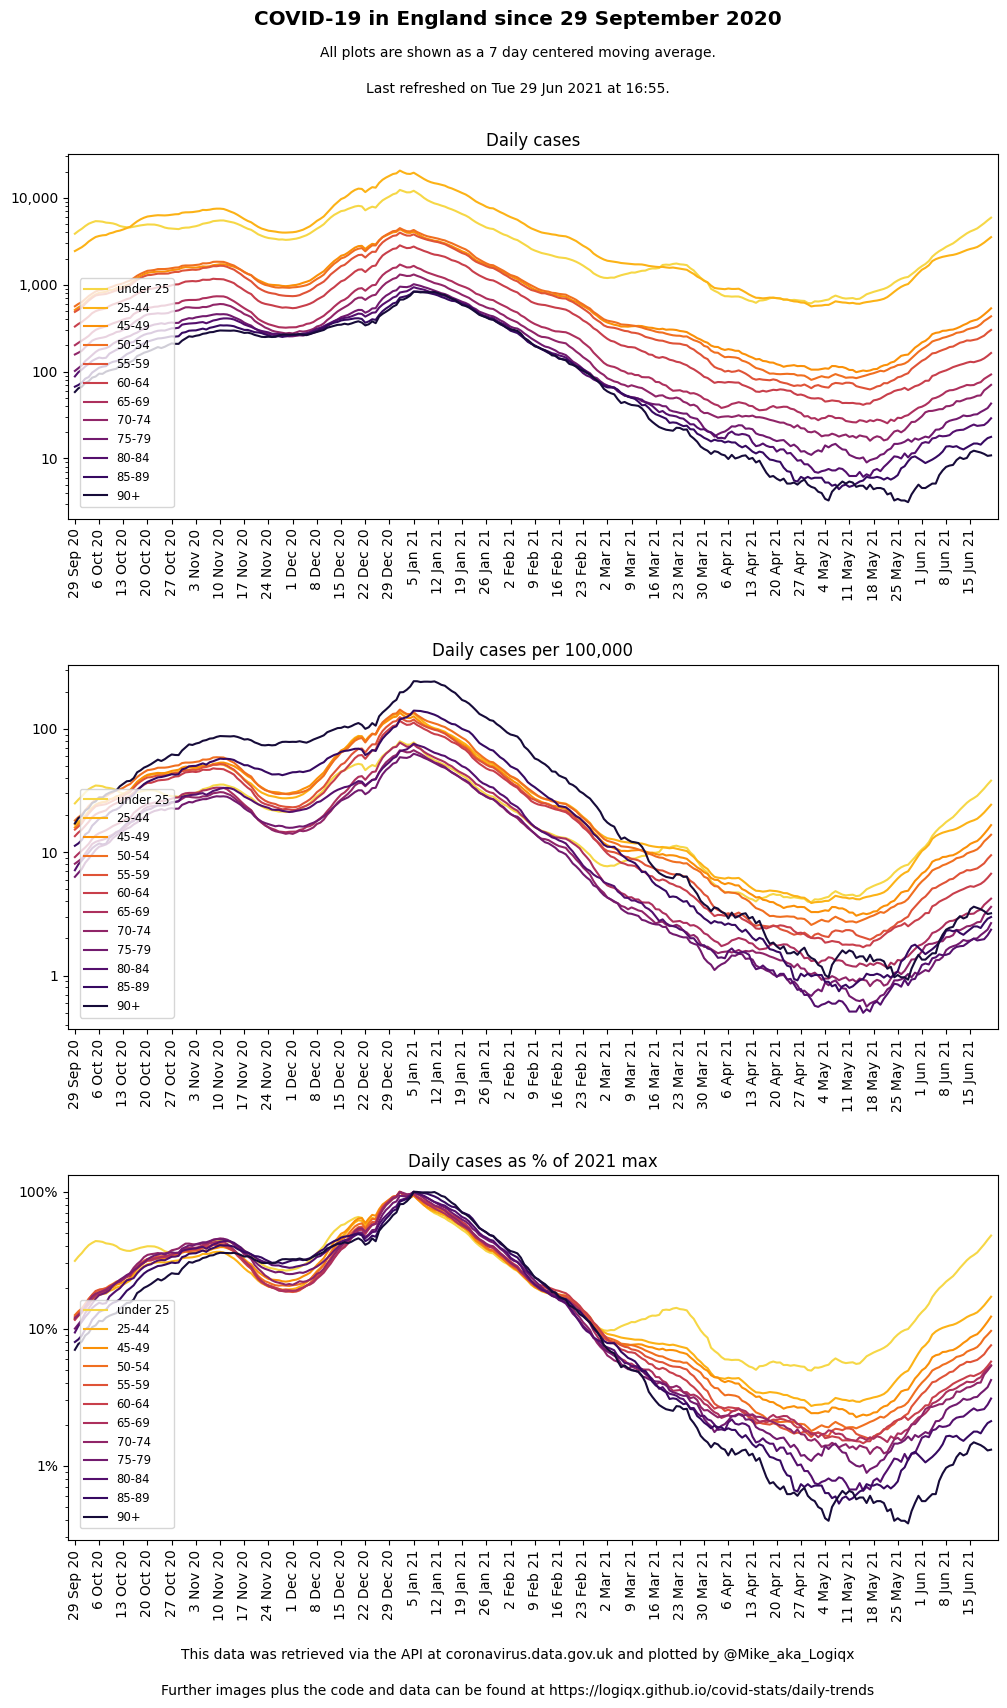 COVID-19 in England since 29 September 2020
All plots are shown as a 7 day centered moving average.
Last refreshed on Tue 29 Jun 2021 at 16:55.
Daily cases
10,000
1,000
100
10
under 25
25-44
45-49
50-54
55-59
60-64
65-69
70-74
75-79
80-84
85-89
90+
29 Sep 20
6 Oct 20
13 Oct 20
20 Oct 20
27 Oct 20
3 Nov 20
10 Nov 20
17 Nov 20
24 Nov 20
1 Dec 20
8 Dec 20
15 Dec 20
22 Dec 20
29 Dec 20
5 Jan 21
12 Jan 21
19 Jan 21
26 Jan 21
2 Feb 21
9 Feb 21
16 Feb 21
23 Feb 21
2 Mar 21
9 Mar 21
16 Mar 21
23 Mar 21
30 Mar 21
6 Apr 21
13 Apr 21
20 Apr 21
27 Apr 21
4 May 21
11 May 21
18 May 21
25 May 21
1 Jun 21
8 Jun 21
15 Jun 21
Daily cases per 100,000
100
10
1
under 25
25-44
45-49
50-54
55-59
60-64
65-69
70-74
75-79
80-84
85-89
90+
29 Sep 20
6 Oct 20
13 Oct 20
20 Oct 20
27 Oct 20
3 Nov 20
10 Nov 20
17 Nov 20
24 Nov 20
1 Dec 20
8 Dec 20
15 Dec 20
22 Dec 20
29 Dec 20
5 Jan 21
12 Jan 21
19 Jan 21
26 Jan 21
2 Feb 21
9 Feb 21
16 Feb 21
23 Feb 21
2 Mar 21
9 Mar 21
16 Mar 21
23 Mar 21
30 Mar 21
6 Apr 21
13 Apr 21
20 Apr 21
27 Apr 21
4 May 21
11 May 21
18 May 21
25 May 21
1 Jun 21
8 Jun 21
15 Jun 21
Daily cases as % of 2021 max
100%
10%
1%
under 25
25-44
45-49
50-54
55-59
60-64
65-69
70-74
75-79
80-84
85-89
90+
29 Sep 20
6 Oct 20
13 Oct 20
20 Oct 20
27 Oct 20
3 Nov 20
10 Nov 20
17 Nov 20
24 Nov 20
1 Dec 20
8 Dec 20
15 Dec 20
22 Dec 20
29 Dec 20
5 Jan 21
12 Jan 21
19 Jan 21
26 Jan 21
2 Feb 21
9 Feb 21
16 Feb 21
23 Feb 21
2 Mar 21
9 Mar 21
16 Mar 21
23 Mar 21
30 Mar 21
6 Apr 21
13 Apr 21
20 Apr 21
27 Apr 21
4 May 21
11 May 21
18 May 21
25 May 21
1 Jun 21
8 Jun 21
15 Jun 21
This data was retrieved via the API at coronavirus.data.gov.uk and plotted by @Mike_aka_Logiqx
Further images plus the code and data can be found at https://logiqx.github.io/covid-stats/daily-trends